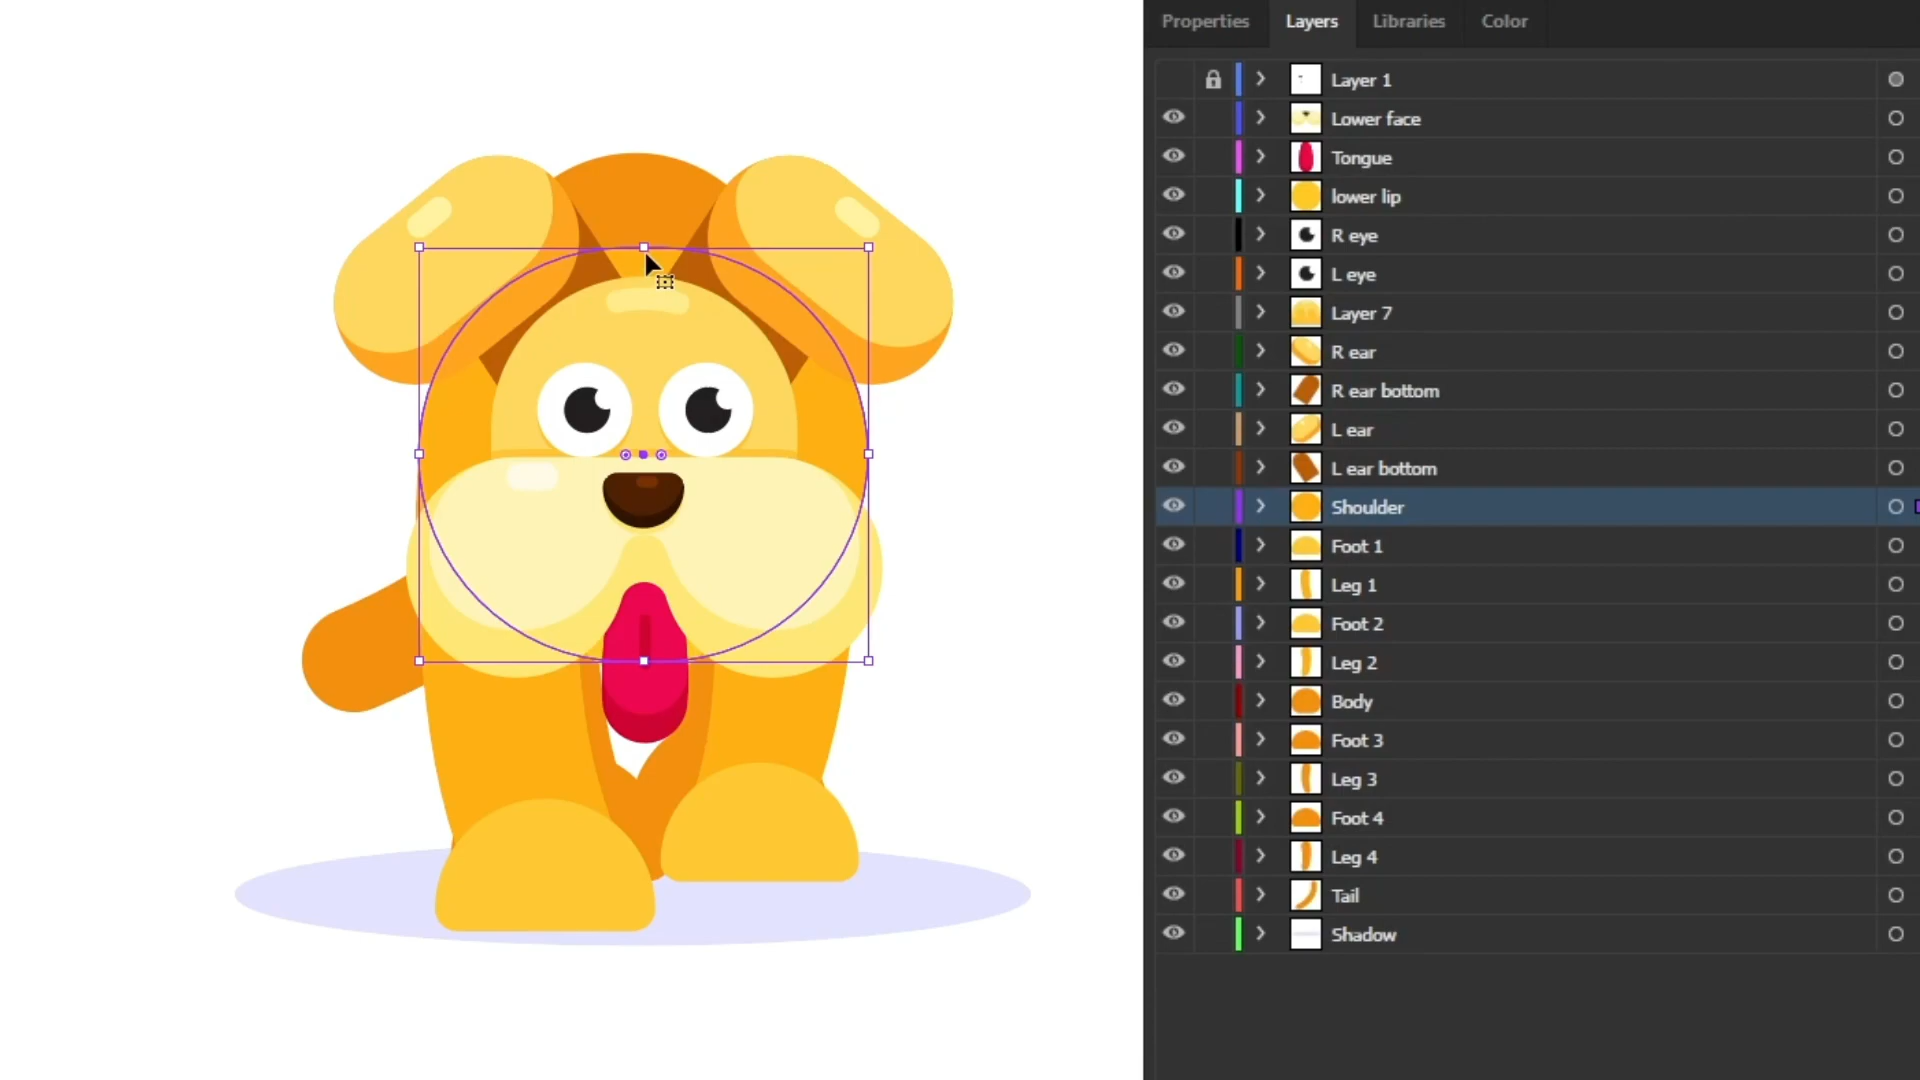 Properties Layers Libraries Color
Layer 1
Lower face
Tongue
lower lip
R eye
L eye
Layer 7
R ear
R ear bottom
L ear
L ear bottom
Shoulder
Foot 1
Leg 1
Foot 2
Leg 2
Body
Foot 3
Leg 3
Foot 4
Leg 4
Tail
Shadow